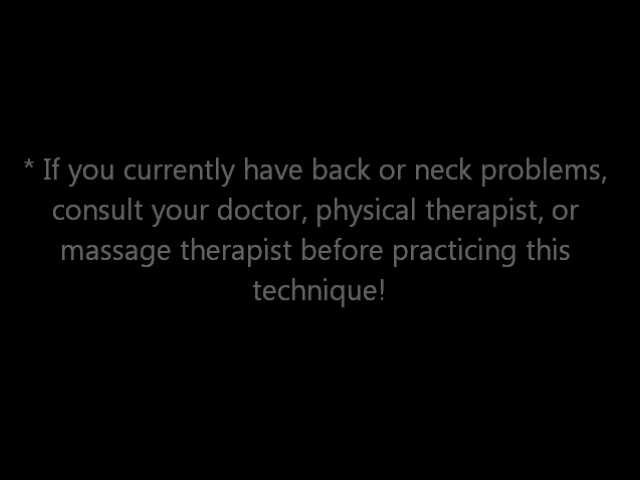 * If you currently have back or neck problems,
consult your doctor, physical therapist, or
massage therapist before practicing this
technique!